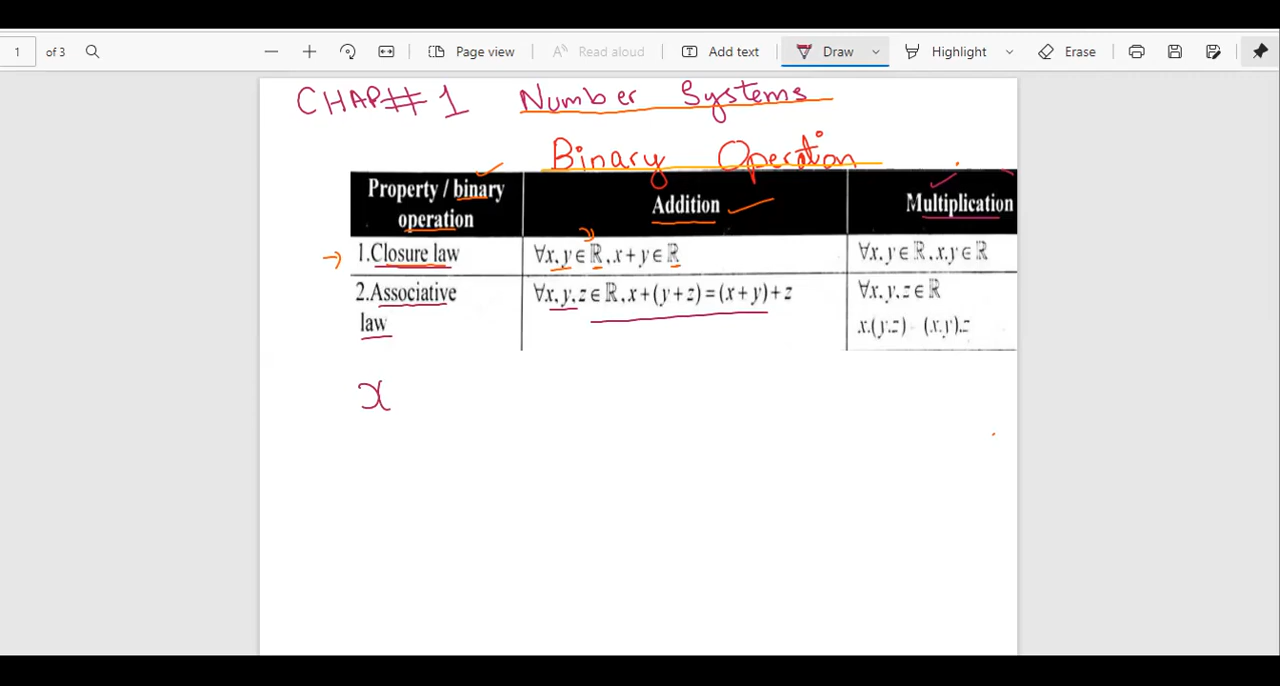 1 of 3 Page view Read aloud Add text Draw Highlight Erase
CHAP# 1 Number Systems
Binary Operation
Property / binary operation Addition Multiplication
1.Closure law ∀x, y ∈ ℝ, x + y ∈ ℝ ∀x, y ∈ ℝ, x.y ∈ ℝ
2.Associative ∀x, y, z ∈ ℝ, x + (y + z) = (x + y) + z ∀x, y, z ∈ ℝ
law x.(y.z) (x.y).z
x